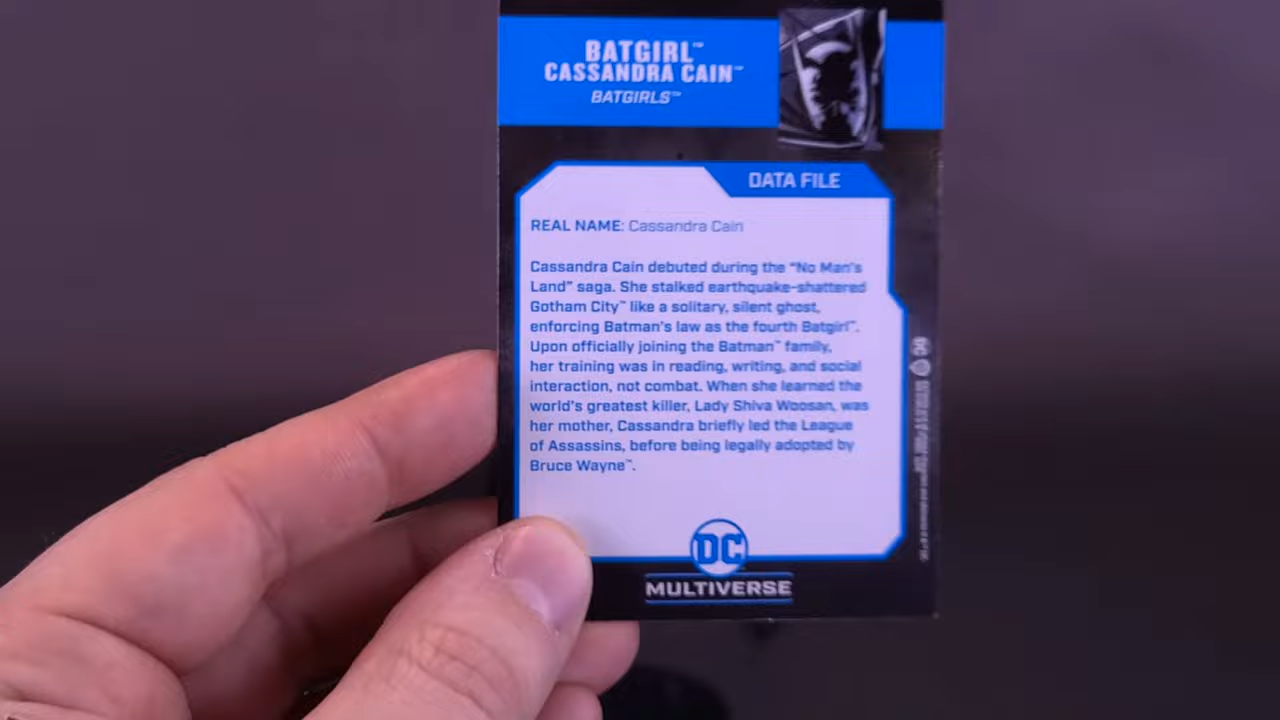 BATGIRL™
CASSANDRA CAIN™
BATGIRLS™
DATA FILE
REAL NAME: Cassandra Cain
Cassandra Cain debuted during the "No Man's
Land" saga. She stalked earthquake-shattered
Gotham City™ like a solitary, silent ghost,
enforcing Batman's law as the fourth Batgirl™.
Upon officially joining the Batman™ family,
her training was in reading, writing, and social
interaction, not combat. When she learned the
world's greatest killer, Lady Shiva Woosan, was
her mother, Cassandra briefly led the League
of Assassins, before being legally adopted by
Bruce Wayne™.
DC
MULTIVERSE
DC